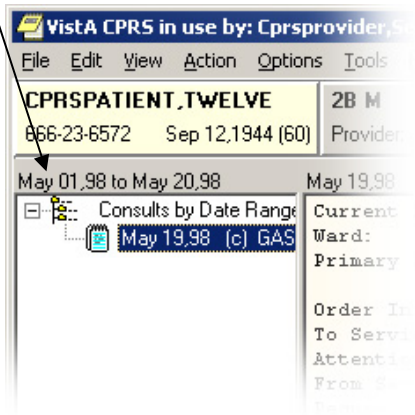 VistA CPRS in use by: Cprsprovider,S
File Edit View Action Options Tools
CPRSPATIENT,TWELVE 2B M
666-23-6572 Sep 12,1944 (60) Provider:
May 01,98 to May 20,98 May 19,98
Consults by Date Range Current
May 19,98 (c) GAS Ward:
Primary
Order In
To Servi
Attenti
From Se